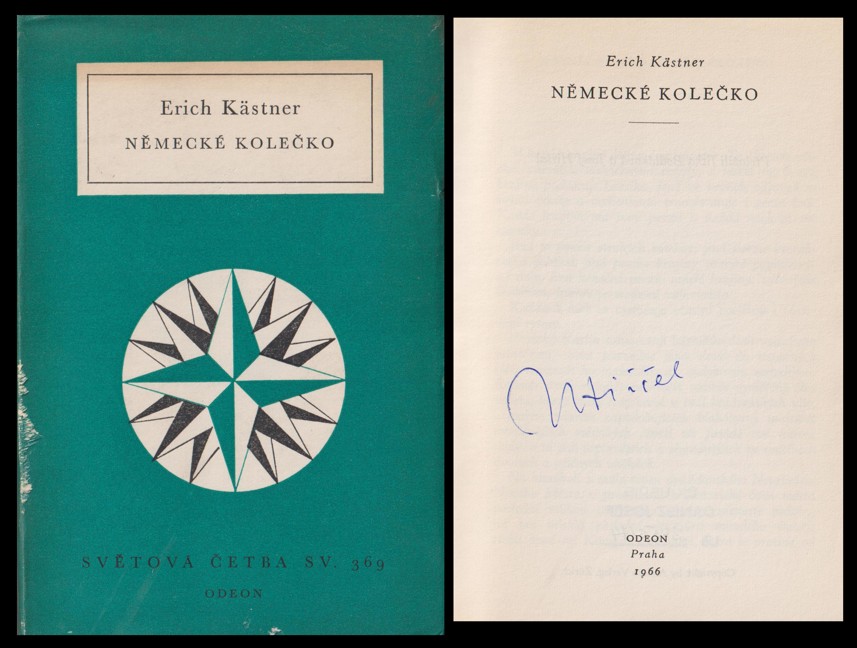 Erich Kästner
NĚMECKÉ KOLEČKO
SVĚTOVÁ ČETBA SV. 369
ODEON
Erich Kästner
NĚMECKÉ KOLEČKO
ODEON
Praha
1966